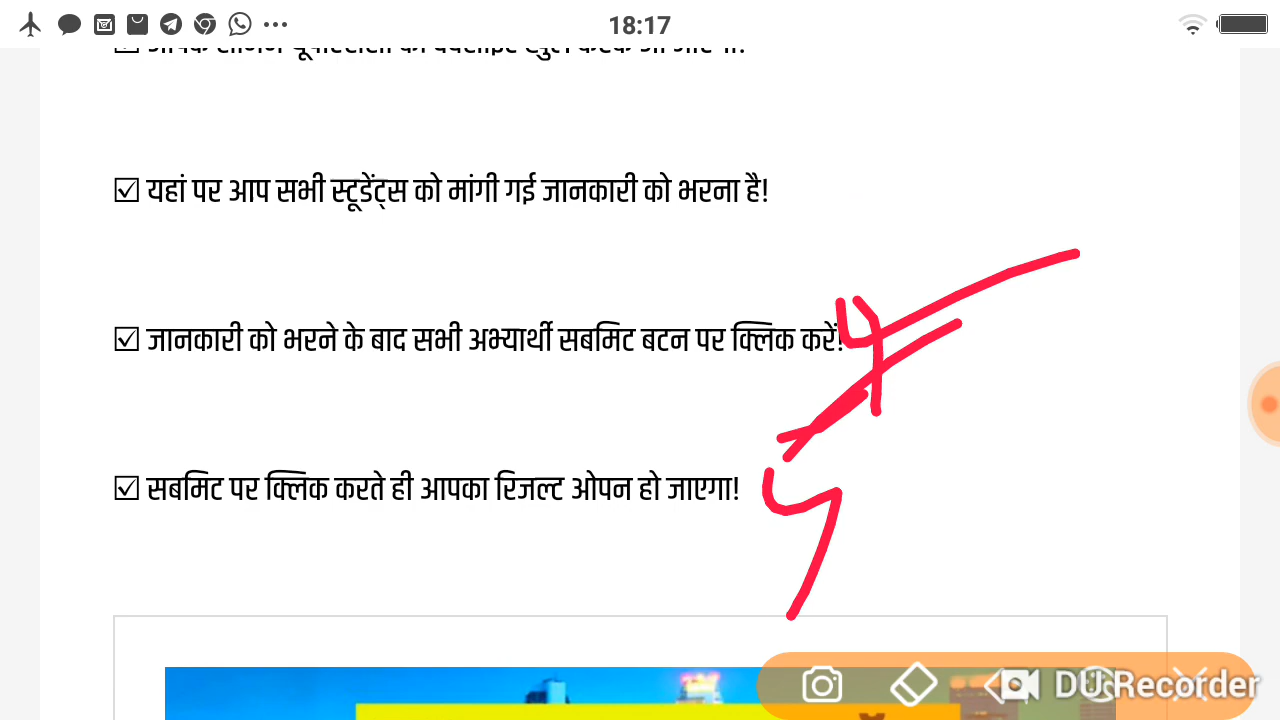 18:17
☑ यहां पर आप सभी स्टूडेंट्स को मांगी गई जानकारी को भरना है!
☑ जानकारी को भरने के बाद सभी अभ्यार्थी सबमिट बटन पर क्लिक करें!
4
☑ सबमिट पर क्लिक करते ही आपका रिजल्ट ओपन हो जाएगा!
DU Recorder